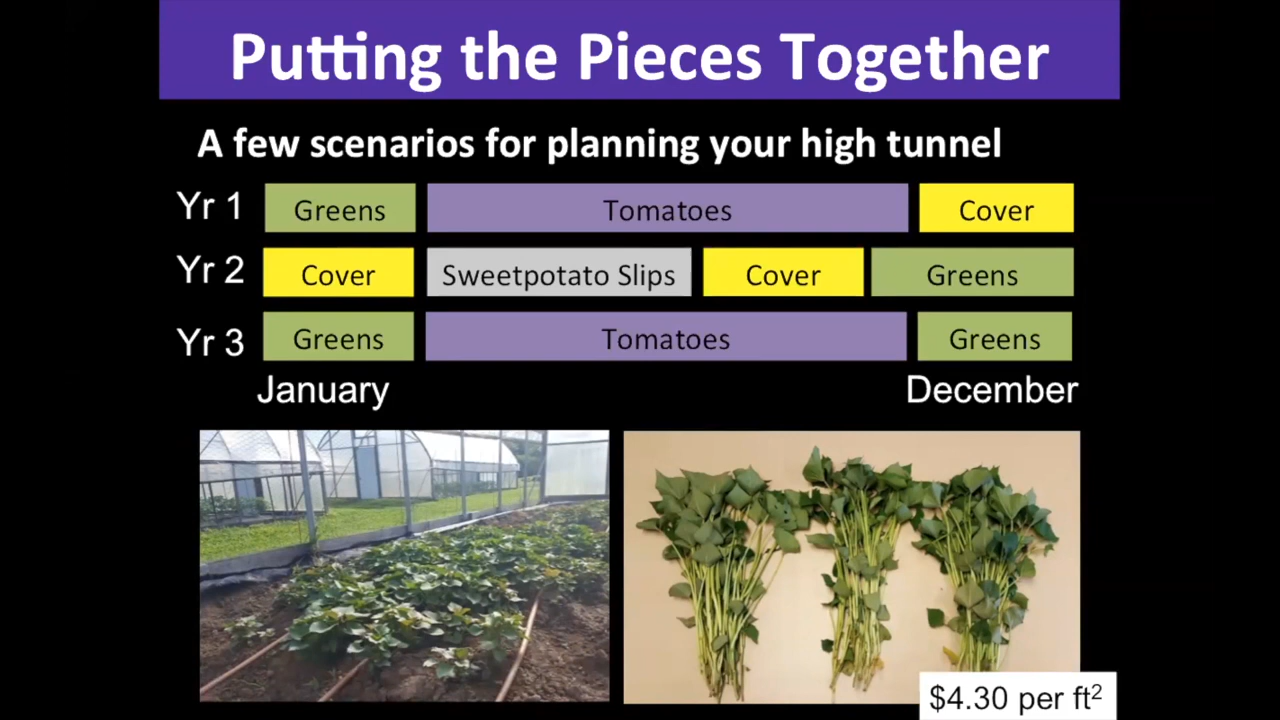 Putting the Pieces Together
A few scenarios for planning your high tunnel
Yr 1 Greens Tomatoes Cover
Yr 2 Cover Sweetpotato Slips Cover Greens
Yr 3 Greens Tomatoes Greens
January December
$4.30 per ft²